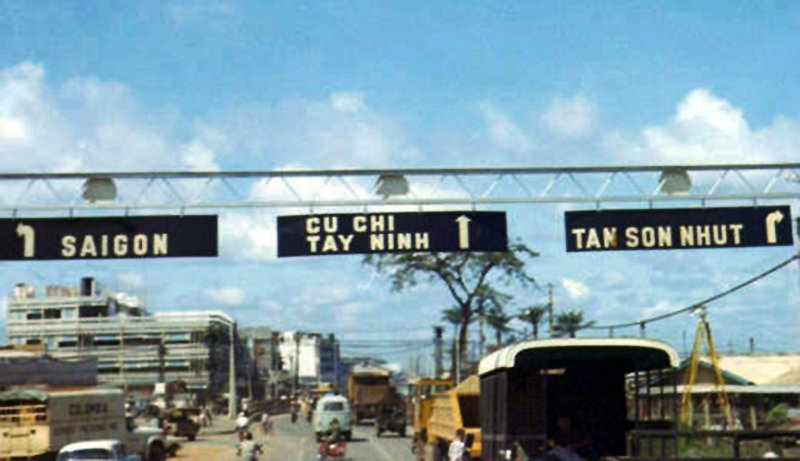 SAIGON
CU CHI
TAY NINH
TAN SON NHUT